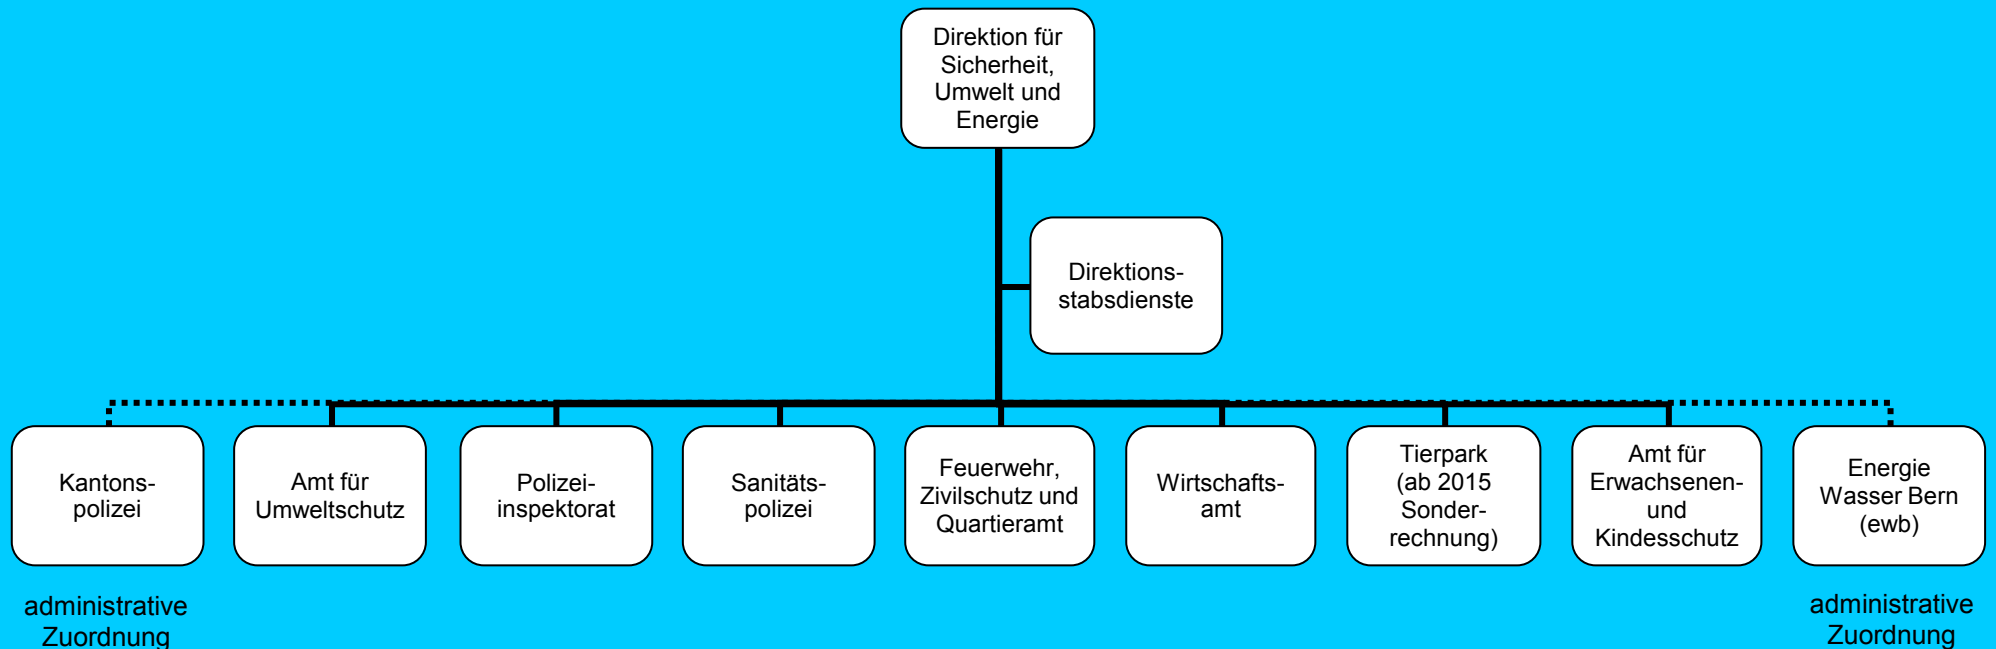 Direktion für
Sicherheit,
Umwelt und
Energie
Direktions-
stabsdienste
Kantons-
polizei
Amt für
Umweltschutz
Polizei-
inspektorat
Sanitäts-
polizei
Feuerwehr,
Zivilschutz und
Quartieramt
Wirtschafts-
amt
Tierpark
(ab 2015
Sonder-
rechnung)
Amt für
Erwachsenen-
und
Kindesschutz
Energie
Wasser Bern
(ewb)
administrative
Zuordnung
administrative
Zuordnung